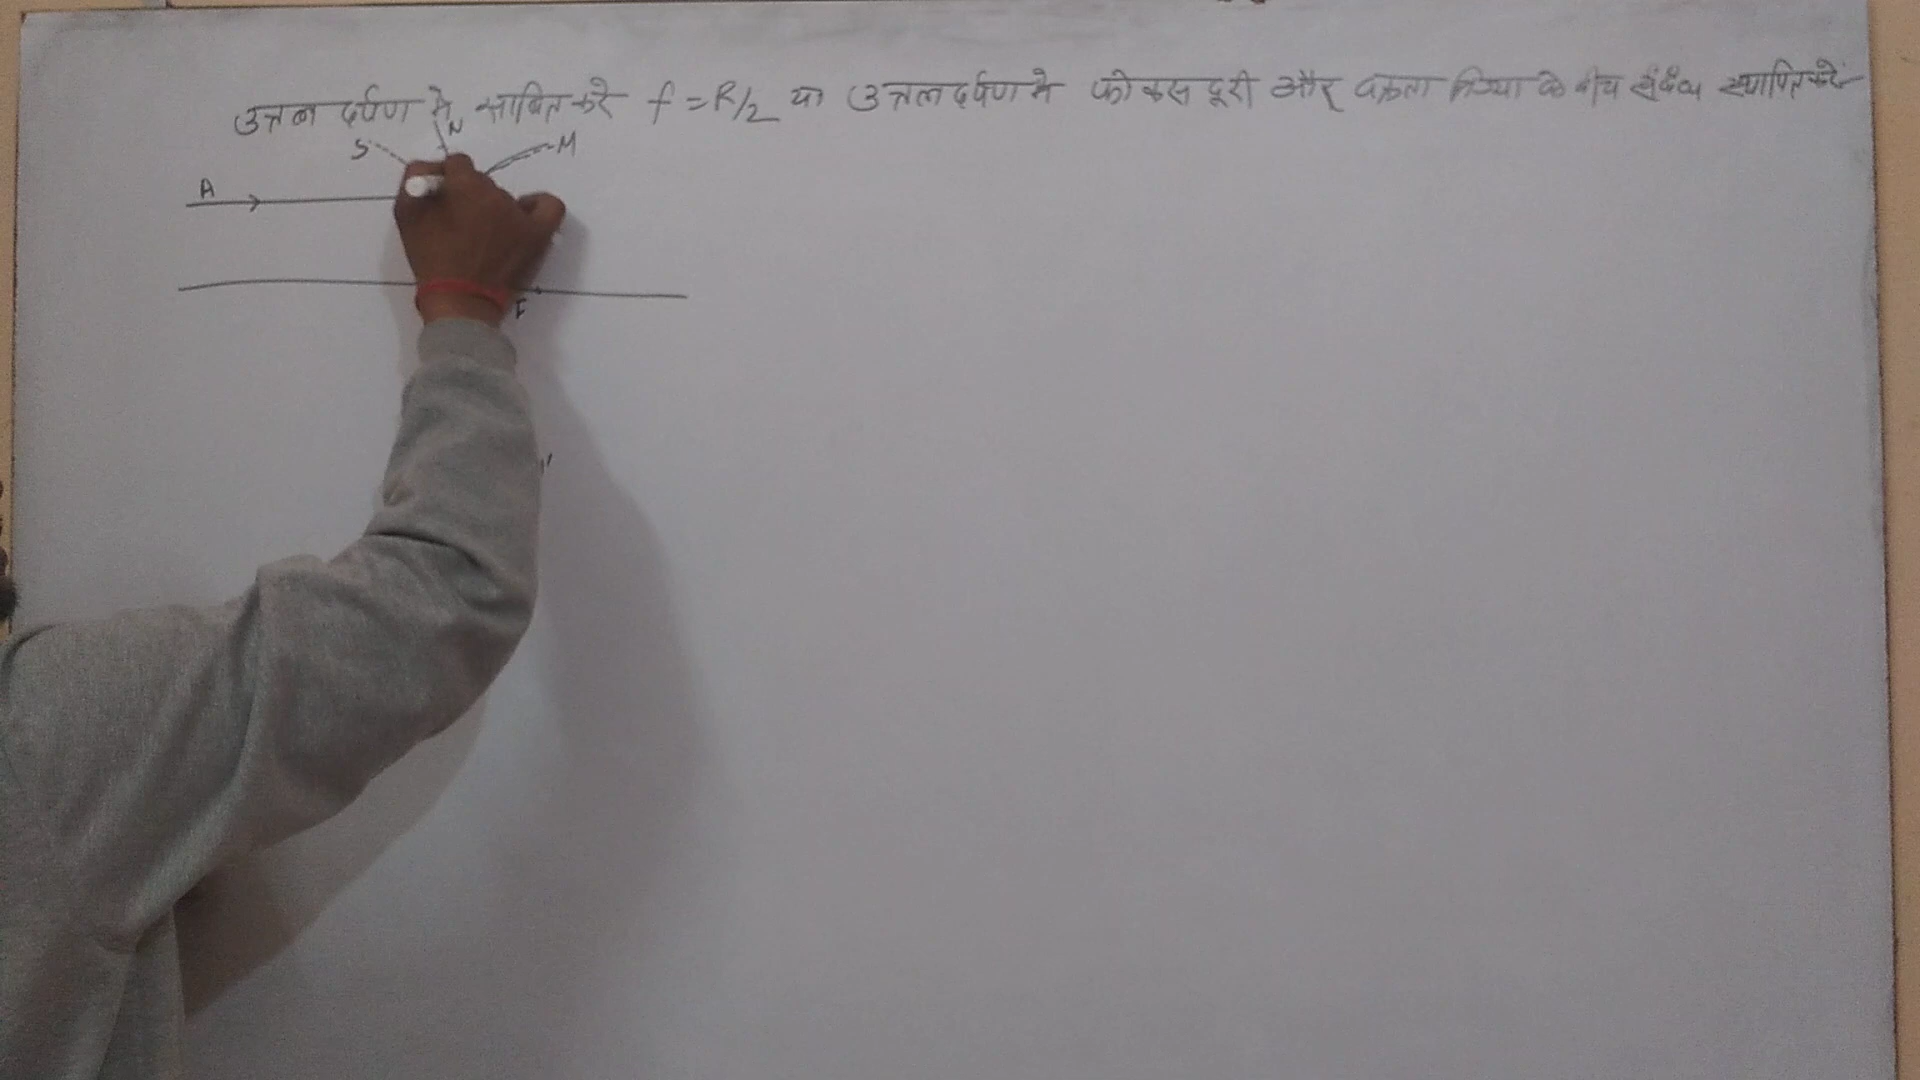 उत्तल दर्पण में साबित करे f = R/2 या उत्तल दर्पण मे फोकस दूरी और वक्रता त्रिज्या के बीच संबंध स्थापित करें
N
S M
A
F